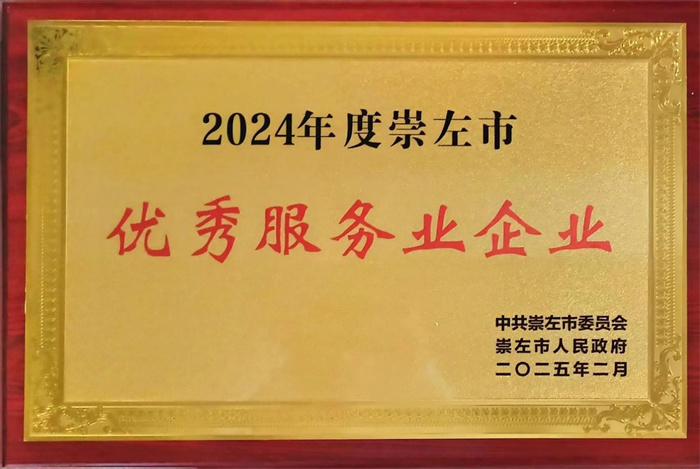 2024年度崇左市
优秀服务业企业
中共崇左市委员会
崇左市人民政府
二〇二五年二月